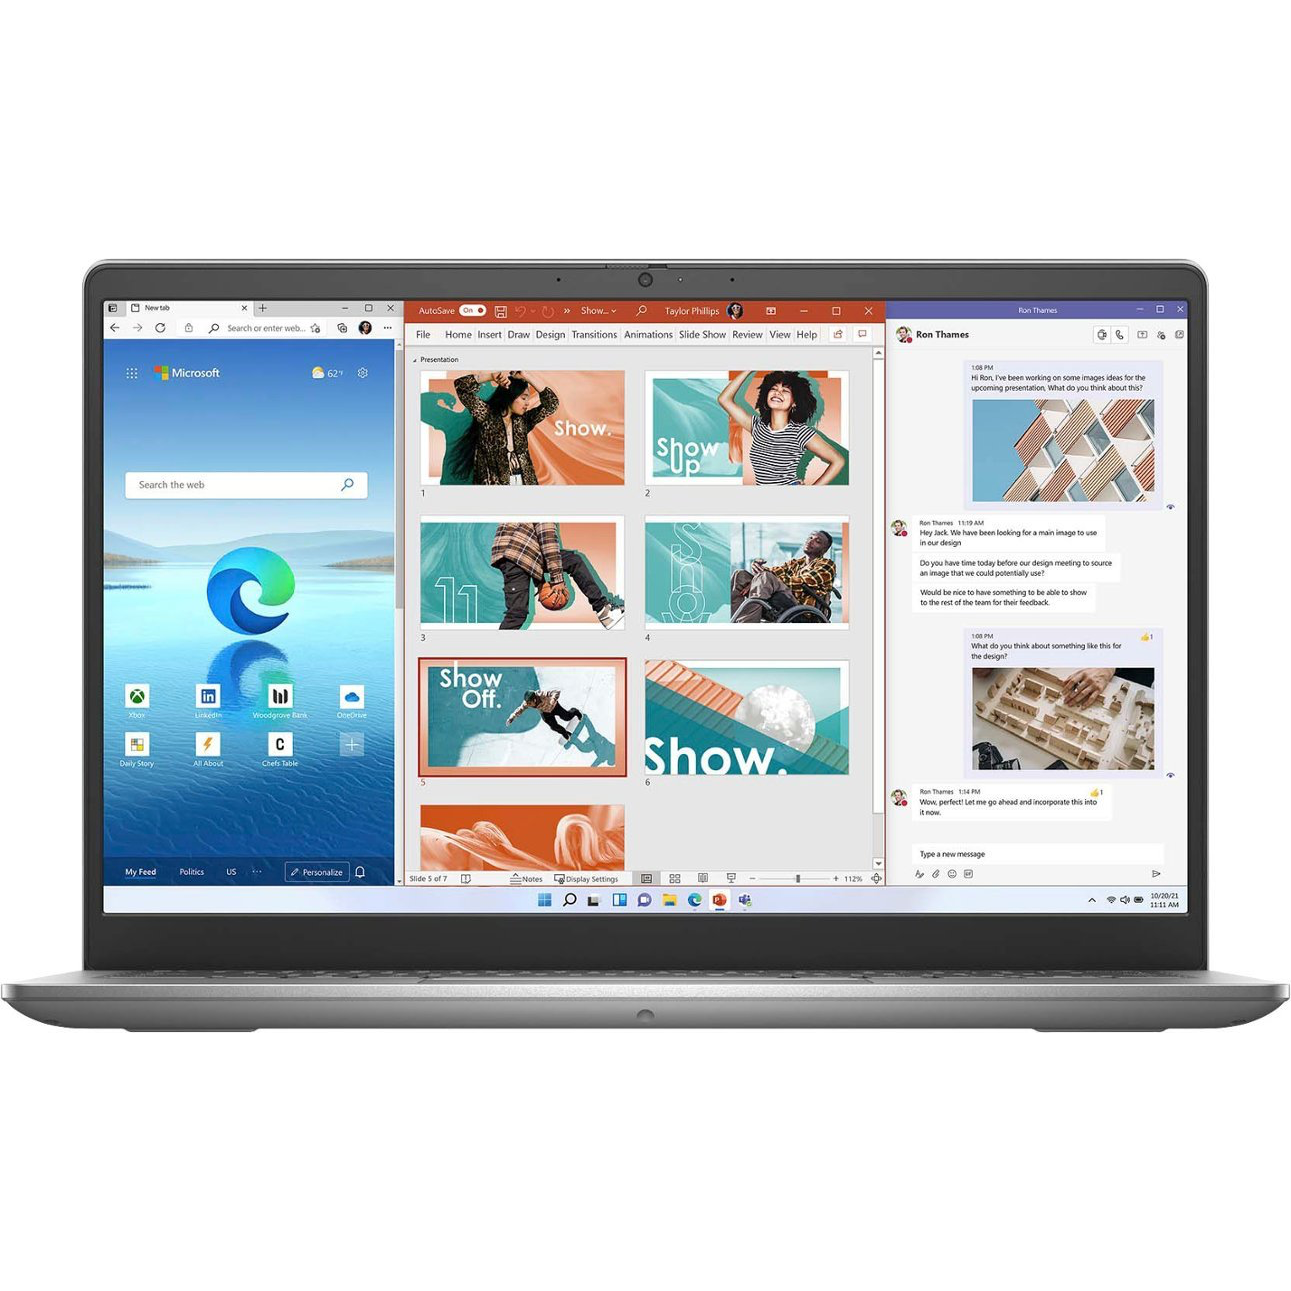 New tab
Search or enter web...
Microsoft
62°F
Search the web
Xbox
LinkedIn
Woodgrove Bank
OneDrive
Daily Story
All About
C
Chefs Table
My Feed
Politics
US
Personalize
AutoSave
On
Show...
Taylor Phillips
File
Home
Insert
Draw
Design
Transitions
Animations
Slide Show
Review
View
Help
Presentation
Show.
1
Show
Up
2
11
3
Show
4
Show
Off.
5
Show.
6
Slide 5 of 7
Notes
Display Settings
112%
Ron Thames
Ron Thames
1:08 PM
Hi Ron, I've been working on some images ideas for the
upcoming presentation, What do you think about this?
Ron Thames 11:19 AM
Hey Jack. We have been looking for a main image to use
in our design
Do you have time today before our design meeting to source
an image that we could potentially use?
Would be nice to have something to be able to show
to the rest of the team for their feedback.
1:08 PM
1
What do you think about something like this for
the design?
Ron Thames 1:14 PM
1
Wow, perfect! Let me go ahead and incorporate this into
it now.
Type a new message
10/20/21
11:11 AM